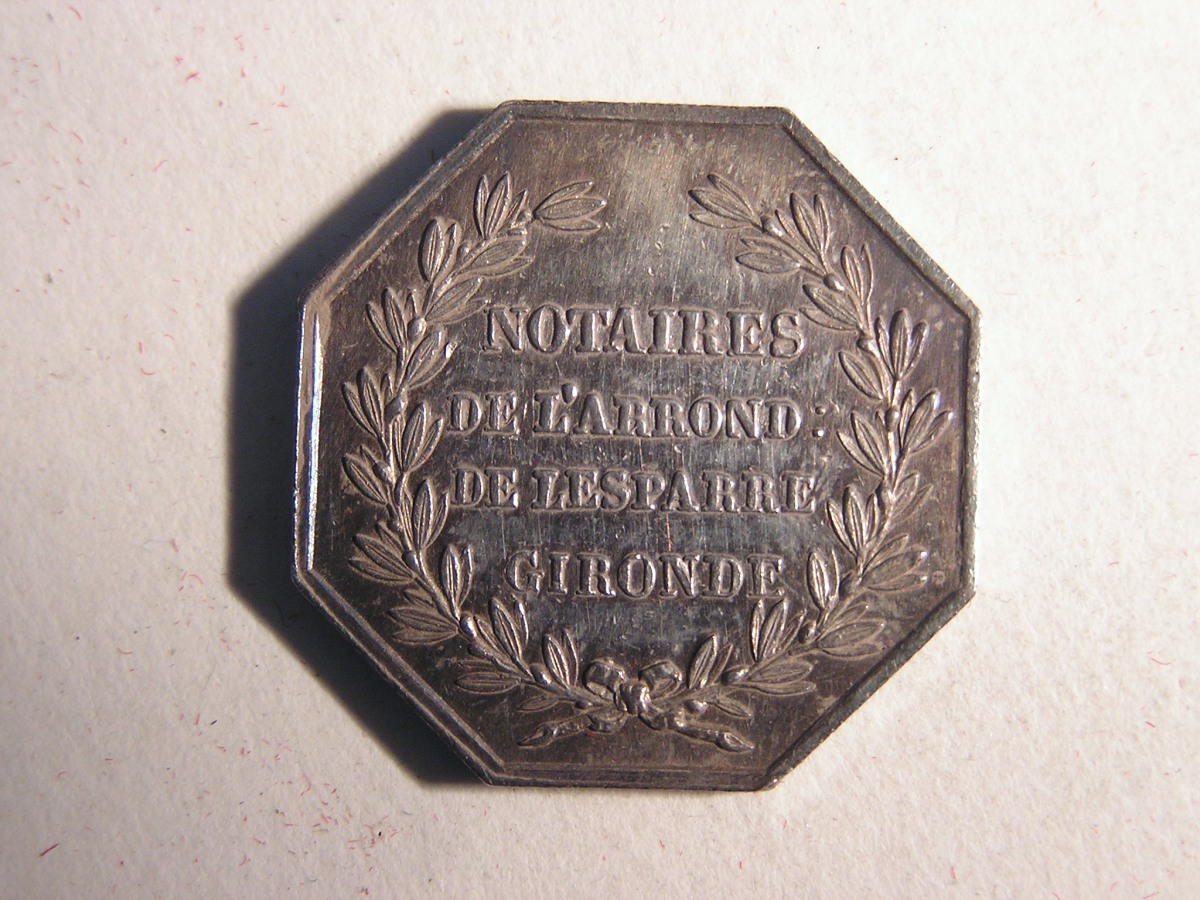 NOTAIRES
DE L'ARROND:
DE LESPARRE
GIRONDE